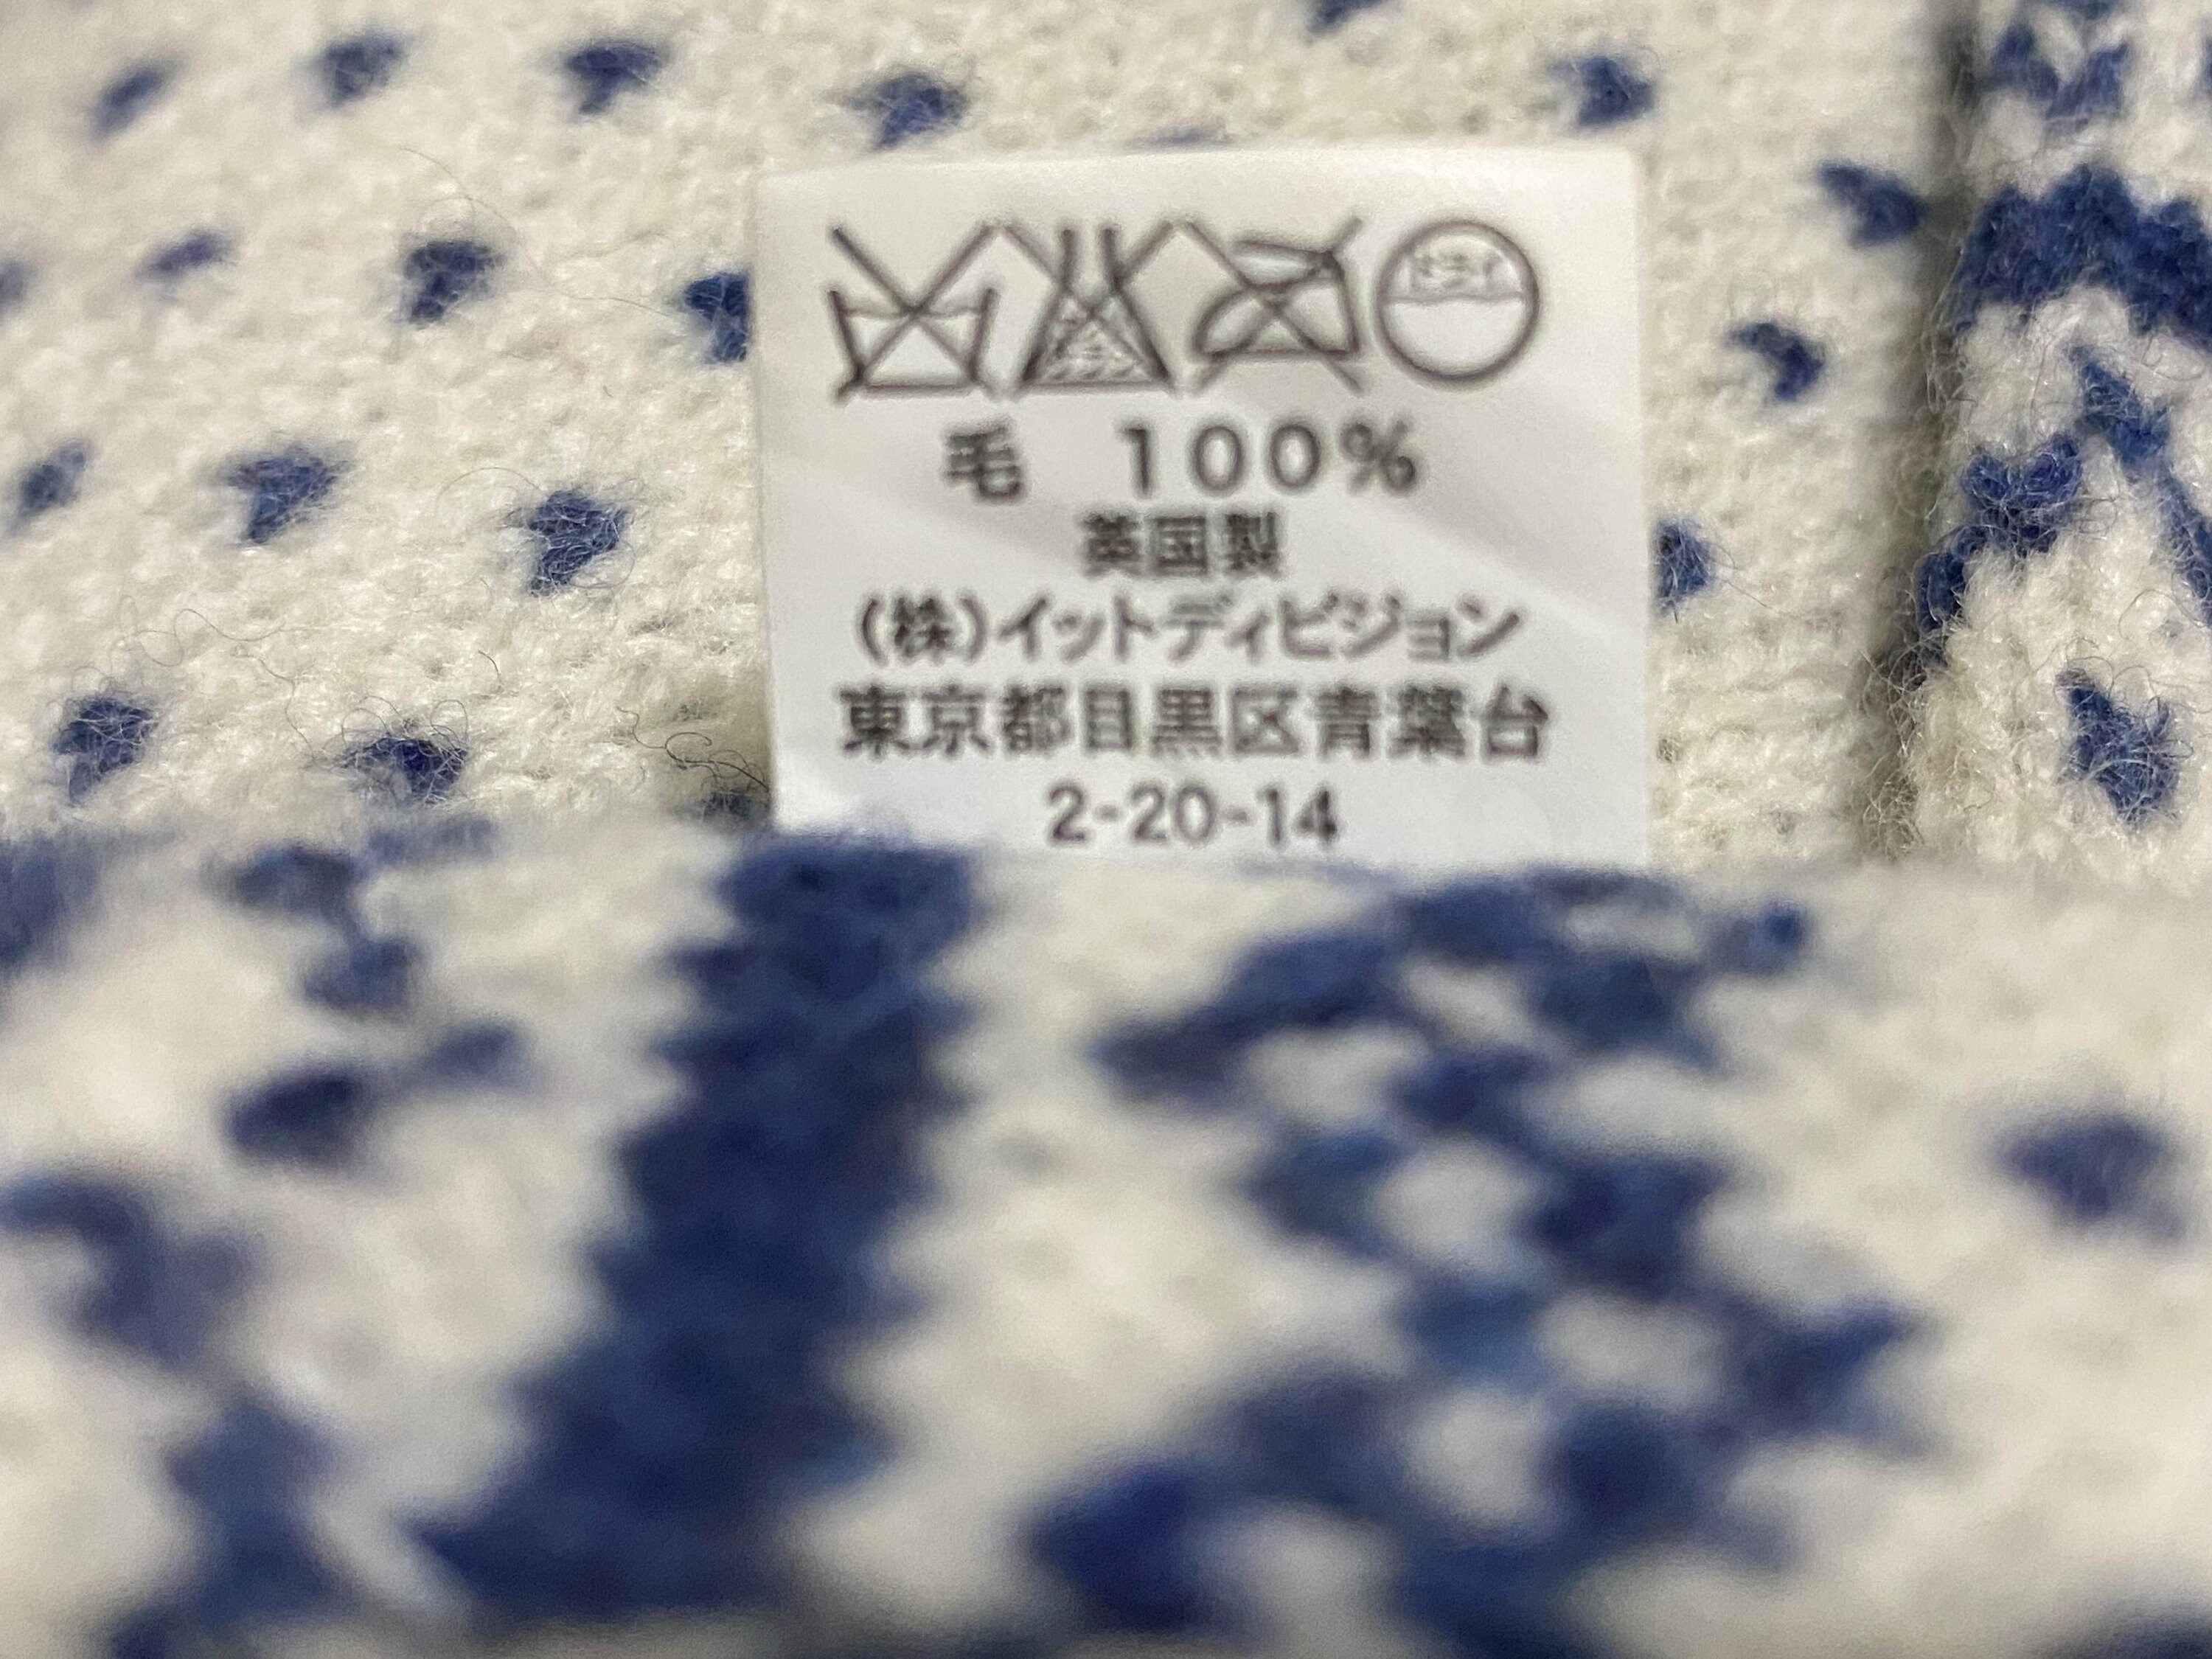 ドライ
毛 100%
英国製
(株)イットディビジョン
東京都目黒区青葉台
2-20-14